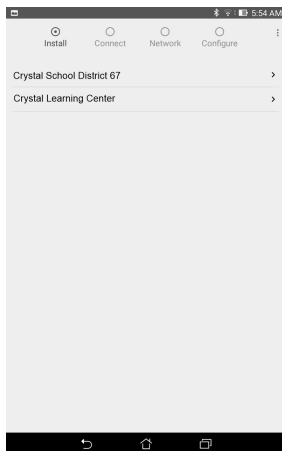 5:54 AM
Install Connect Network Configure
Crystal School District 67
Crystal Learning Center